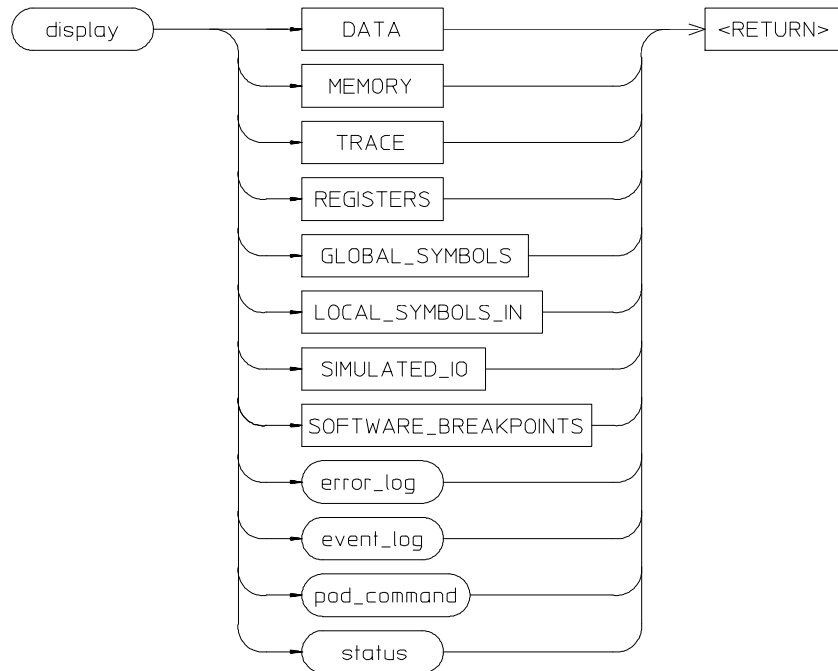 display
DATA
<RETURN>
MEMORY
TRACE
REGISTERS
GLOBAL_SYMBOLS
LOCAL_SYMBOLS_IN
SIMULATED_IO
SOFTWARE_BREAKPOINTS
error_log
event_log
pod_command
status